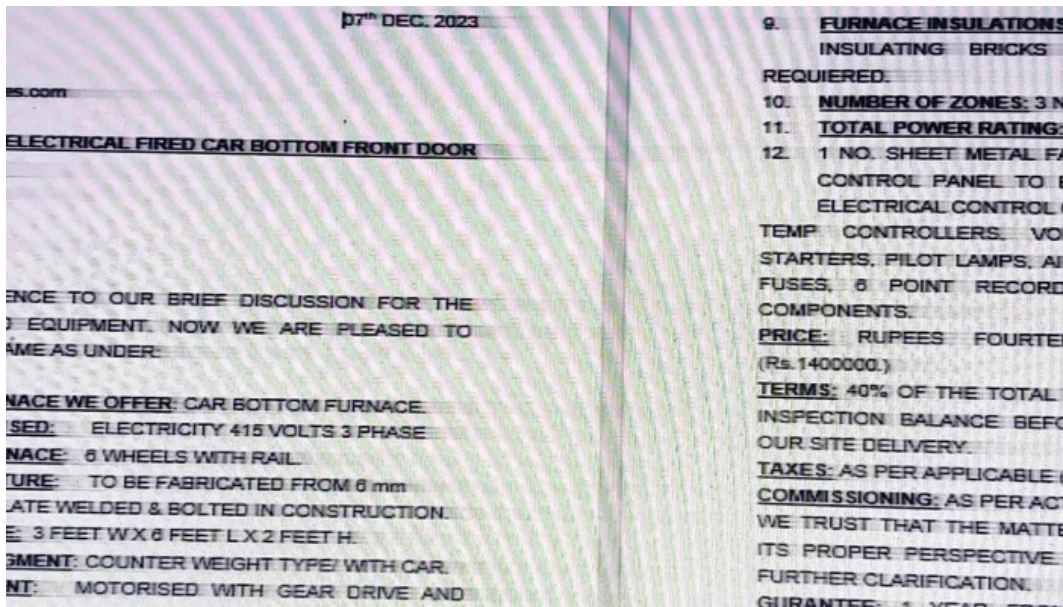 07th DEC. 2023
es.com
ELECTRICAL FIRED CAR BOTTOM FRONT DOOR
ENCE TO OUR BRIEF DISCUSSION FOR THE
EQUIPMENT. NOW WE ARE PLEASED TO
AME AS UNDER:
NACE WE OFFER: CAR BOTTOM FURNACE.
SED: ELECTRICITY 415 VOLTS 3 PHASE
NACE: 6 WHEELS WITH RAIL.
TURE: TO BE FABRICATED FROM 6 mm
LATE WELDED & BOLTED IN CONSTRUCTION.
E: 3 FEET W X 6 FEET L X 2 FEET H.
GMENT: COUNTER WEIGHT TYPE/ WITH CAR.
NT: MOTORISED WITH GEAR DRIVE AND
9. FURNACE INSULATIONS
INSULATING BRICKS
REQUIERED.
10. NUMBER OF ZONES: 3 N
11. TOTAL POWER RATING:
12. 1 NO. SHEET METAL FA
CONTROL PANEL TO
ELECTRICAL CONTROL
TEMP CONTROLLERS, VO
STARTERS, PILOT LAMPS, A
FUSES, 6 POINT RECORD
COMPONENTS.
PRICE: RUPEES FOURTE
(Rs.1400000.)
TERMS: 40% OF THE TOTAL
INSPECTION BALANCE BEFO
OUR SITE DELIVERY.
TAXES: AS PER APPLICABLE
COMMISSIONING: AS PER AC
WE TRUST THAT THE MATTE
ITS PROPER PERSPECTIVE
FURTHER CLARIFICATION.
GURANTEE: 1